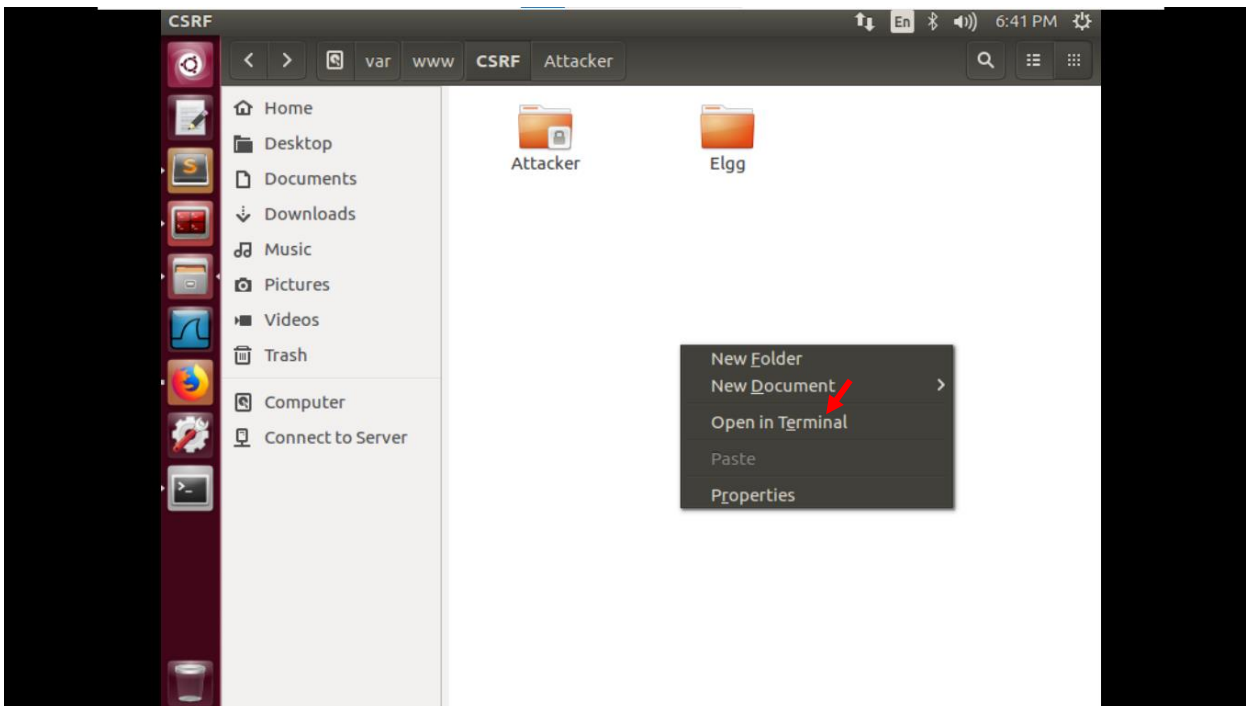 CSRF
En
6:41 PM
var www CSRF Attacker
Home
Desktop
Documents
Downloads
Music
Pictures
Videos
Trash
Computer
Connect to Server
Attacker
Elgg
New Folder
New Document
Open in Terminal
Paste
Properties